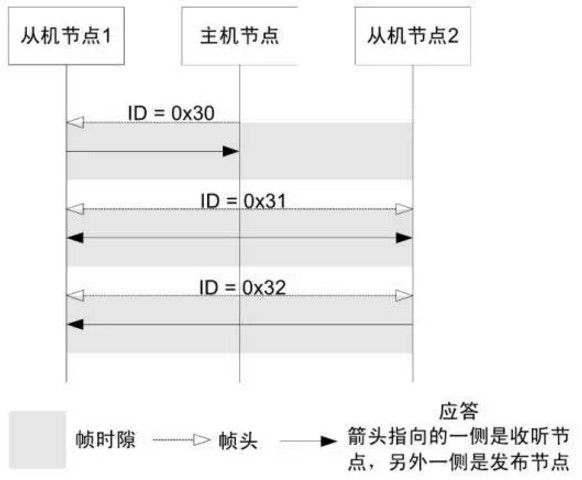 从机节点1
主机节点
从机节点2
ID = 0x30
ID = 0x31
ID = 0x32
帧时隙
帧头
应答
箭头指向的一侧是收听节
点，另外一侧是发布节点